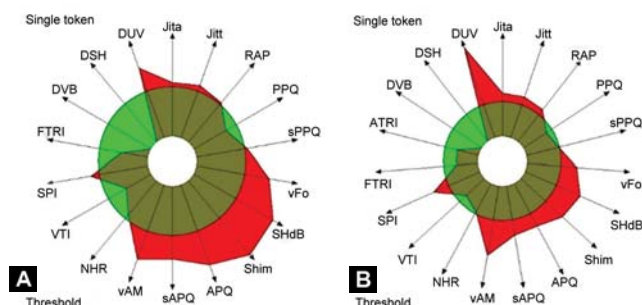 Single token
Jita
Jitt
RAP
PPQ
sPPQ
vFo
SHdB
Shim
APQ
sAPQ
vAM
NHR
VTI
SPI
FTRI
DVB
DSH
DUV
A
Threshold
Single token
Jita
Jitt
RAP
PPQ
sPPQ
vFo
SHdB
Shim
APQ
sAPQ
vAM
NHR
VTI
SPI
FTRI
ATRI
DVB
DSH
DUV
B
Threshold